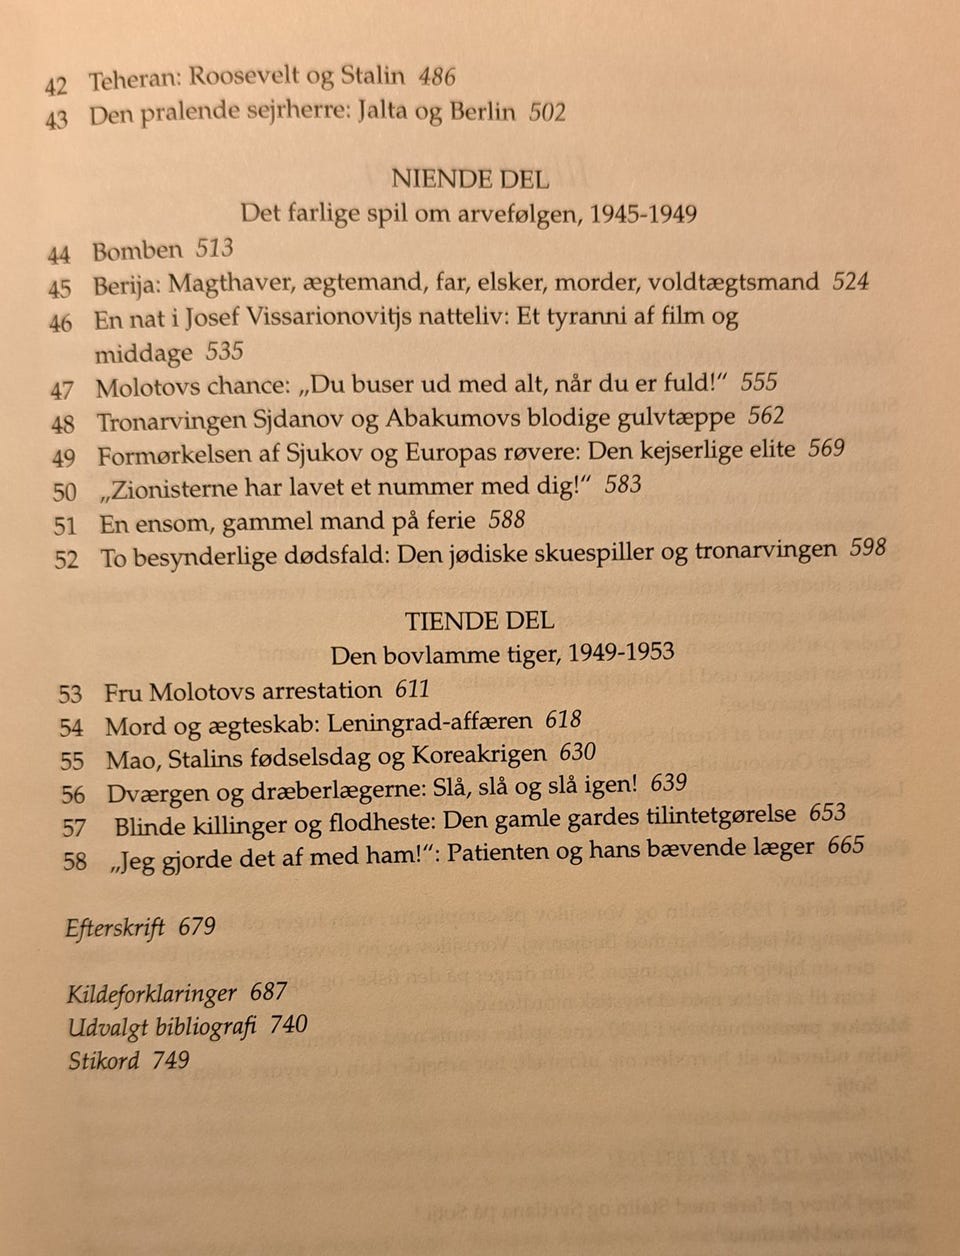 42 Teheran: Roosevelt og Stalin 486
43 Den pralende sejrherre: Jalta og Berlin 502
NIENDE DEL
Det farlige spil om arvefølgen, 1945-1949
44 Bomben 513
45 Berija: Magthaver, ægtemand, far, elsker, morder, voldtægtsmand 524
46 En nat i Josef Vissarionovitjs natteliv: Et tyranni af film og
middage 535
47 Molotovs chance: „Du buser ud med alt, når du er fuld!“ 555
48 Tronarvingen Sjdanov og Abakumovs blodige gulvtæppe 562
49 Formørkelsen af Sjukov og Europas røvere: Den kejserlige elite 569
50 „Zionisterne har lavet et nummer med dig!“ 583
51 En ensom, gammel mand på ferie 588
52 To besynderlige dødsfald: Den jødiske skuespiller og tronarvingen 598
TIENDE DEL
Den bovlamme tiger, 1949-1953
53 Fru Molotovs arrestation 611
54 Mord og ægteskab: Leningrad-affæren 618
55 Mao, Stalins fødselsdag og Koreakrigen 630
56 Dværgen og dræberlægerne: Slå, slå og slå igen! 639
57 Blinde killinger og flodheste: Den gamle gardes tilintetgørelse 653
58 „Jeg gjorde det af med ham!“: Patienten og hans bævende læger 665
Efterskrift 679
Kildeforklaringer 687
Udvalgt bibliografi 740
Stikord 749